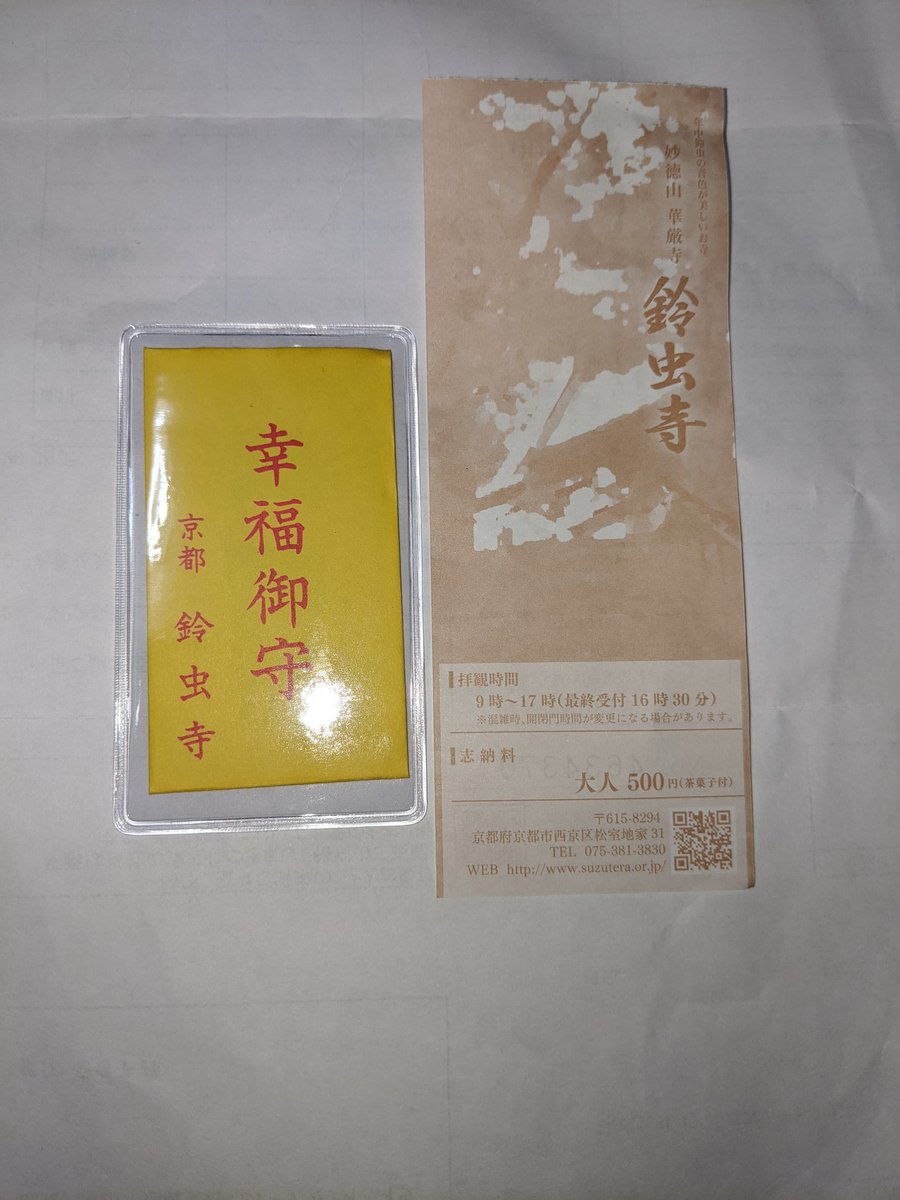 幸福御守
京都 鈴虫寺
年中鈴虫の音色が美しいお寺
妙徳山 華厳寺
鈴虫寺
拝観時間
9時～17時(最終受付16時30分)
※混雑時、開閉門時間が変更になる場合があります。
志納料
大人 500円(茶菓子付)
〒615-8294
京都府京都市西京区松室地家31
TEL 075-381-3830
WEB http://www.suzutera.or.jp/